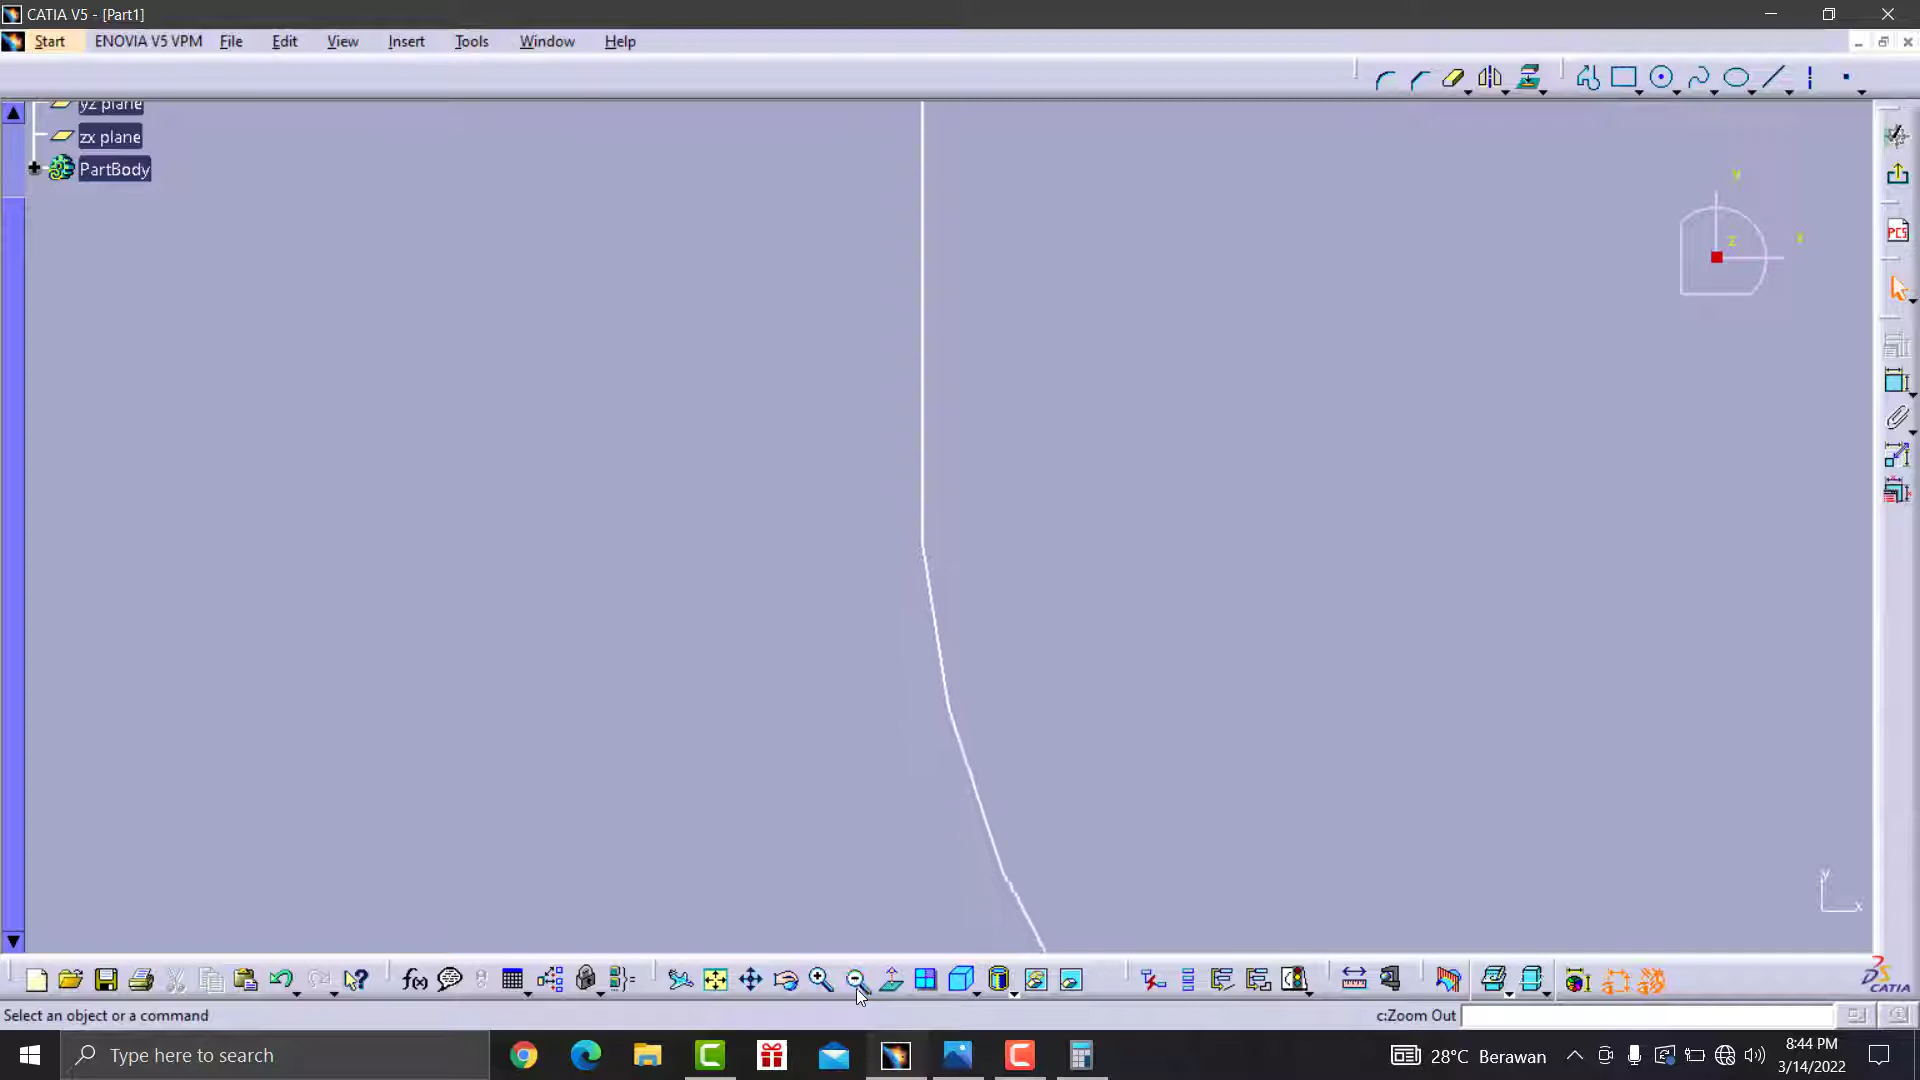 CATIA V5 - [Part1]
Start ENOVIA V5 VPM File Edit View Insert Tools Window Help
yz plane
zx plane
PartBody
z
PCS
y
x
f(x)
CATIA
Select an object or a command
c:Zoom Out
Type here to search
28°C Berawan
8:44 PM
3/14/2022